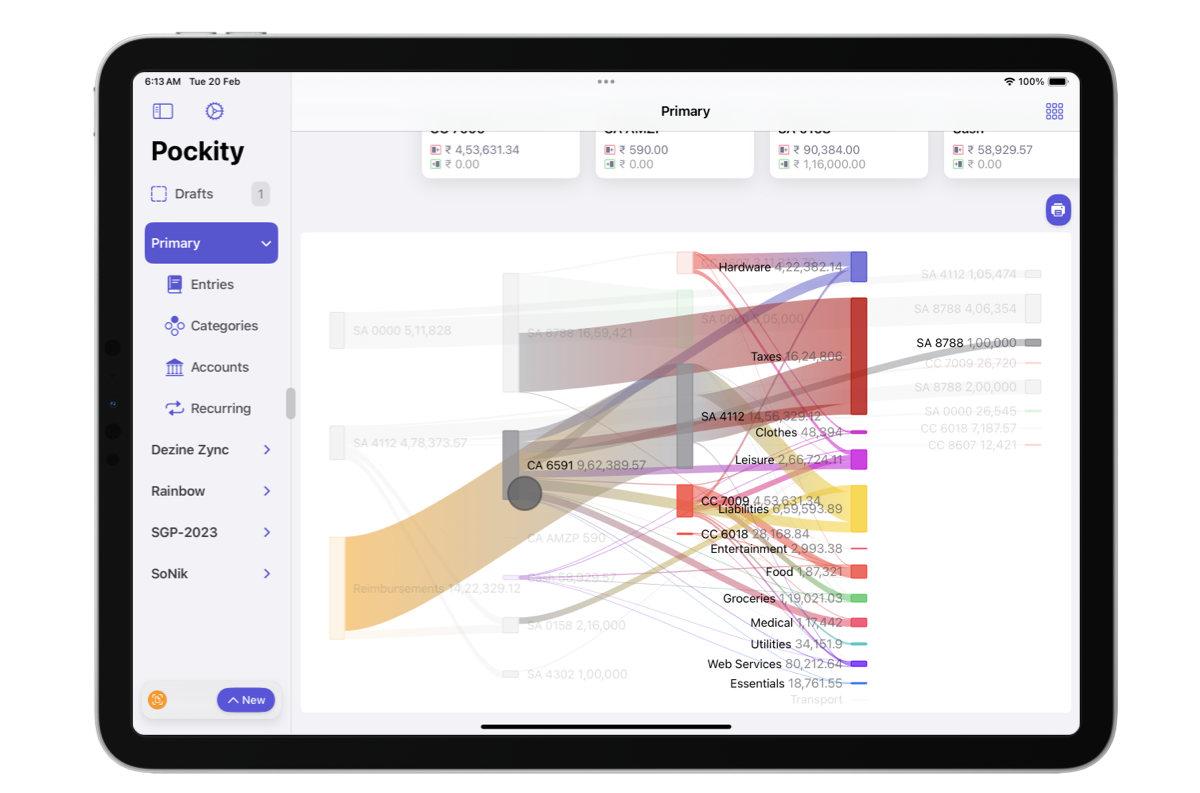 6:13 AM Tue 20 Feb
100%
Pockity
Drafts
1
Primary
Entries
Categories
Accounts
Recurring
Dezine Zync
Rainbow
SGP-2023
SoNik
New
Primary
₹ 4,53,631.34
₹ 0.00
₹ 590.00
₹ 0.00
₹ 90,384.00
₹ 1,16,000.00
₹ 58,929.57
₹ 0.00
SA 0000 5,11,828
SA 4112 4,78,373.57
Reimbursements 14,22,329.12
SA 8788 16,59,421
CA 6591 9,62,389.57
CA AMZP 590
58,929.57
SA 0158 2,16,000
SA 4302 1,00,000
SA 0000 5,05,000
SA 4112 14,56,329.12
CC 7009 4,53,631.34
CC 6018 28,168.84
Hardware 4,22,382.14
Taxes 16,24,806
Clothes 48,394
Leisure 2,66,724.11
Liabilities 6,59,593.89
Entertainment 2,993.38
Food 1,87,321
Groceries 1,19,021.03
Medical 1,17,442
Utilities 34,151.9
Web Services 80,212.64
Essentials 18,761.55
Transport
SA 4112 1,05,474
SA 8788 4,06,354
SA 8788 1,00,000
CC 7009 26,720
SA 8788 2,00,000
SA 0000 26,545
CC 6018 7,187.57
CC 8607 12,421